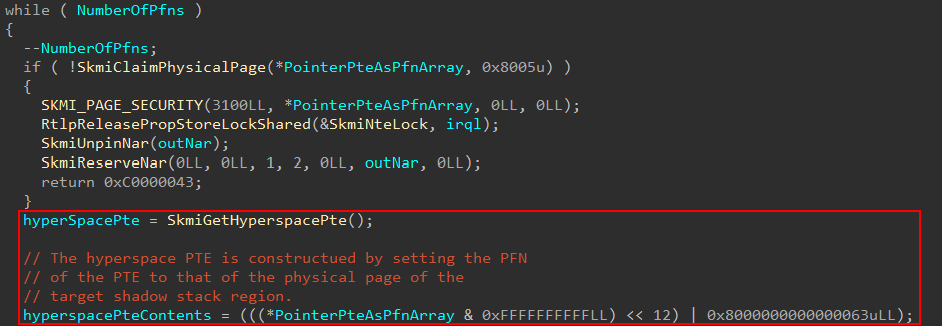 while ( NumberOfPfns )
{
  --NumberOfPfns;
  if ( !SkmiClaimPhysicalPage(*PointerPteAsPfnArray, 0x8005u) )
  {
    SKMI_PAGE_SECURITY(3100LL, *PointerPteAsPfnArray, 0LL, 0LL);
    RtlpReleasePropStoreLockShared(&SkmiNteLock, irql);
    SkmiUnpinNar(outNar);
    SkmiReserveNar(0LL, 0LL, 1, 2, 0LL, outNar, 0LL);
    return 0xC0000043;
  }
  hyperSpacePte = SkmiGetHyperspacePte();
  // The hyperspace PTE is constructued by setting the PFN
  // of the PTE to that of the physical page of the
  // target shadow stack region.
  hyperspacePteContents = (((*PointerPteAsPfnArray & 0xFFFFFFFFFFLL) << 12) | 0x8000000000000063uLL);